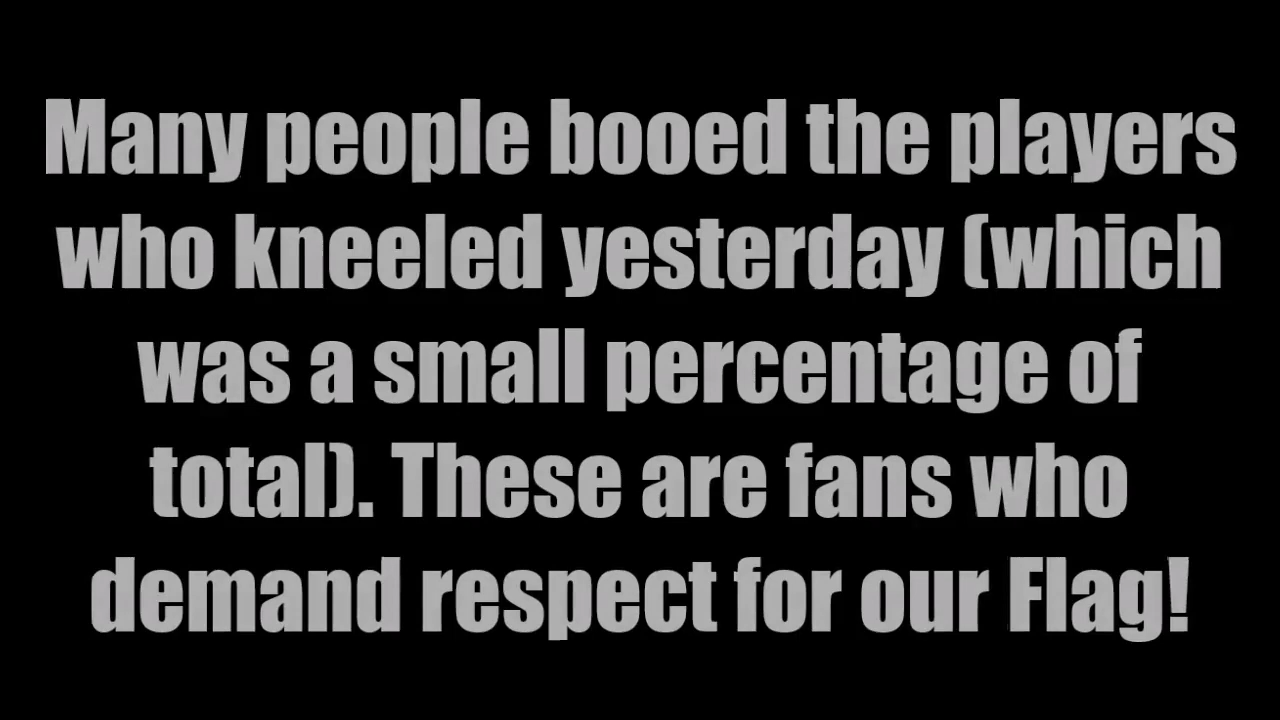 Many people booed the players
who kneeled yesterday (which
was a small percentage of
total). These are fans who
demand respect for our Flag!